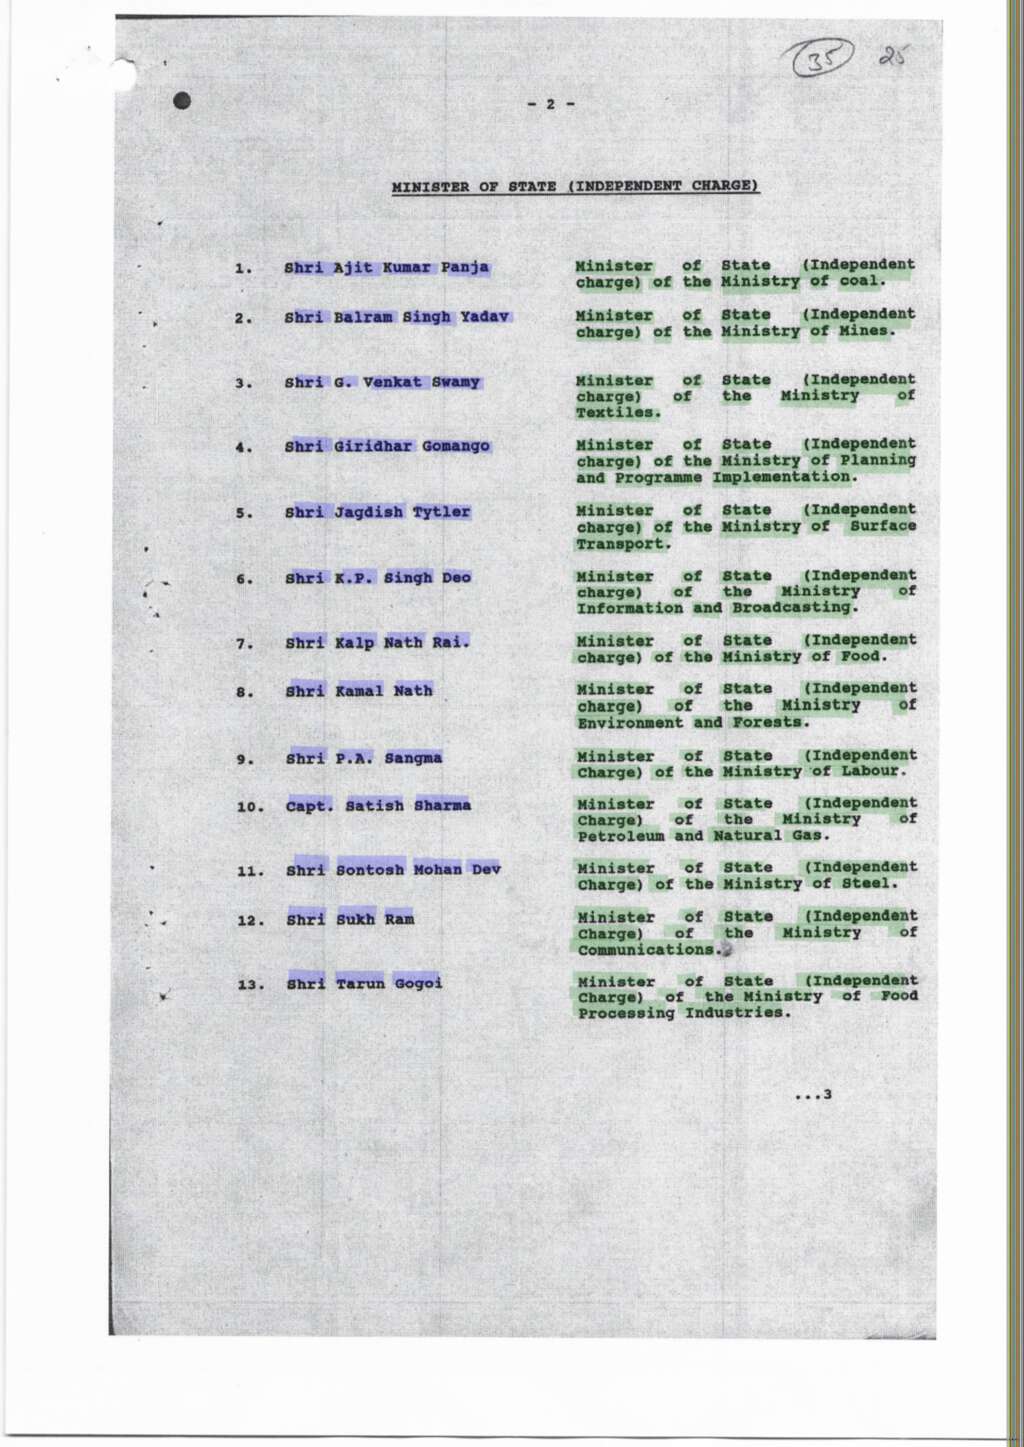 35 25
- 2 -
MINISTER OF STATE (INDEPENDENT CHARGE)
1. Shri Ajit Kumar Panja Minister of State (Independent
charge) of the Ministry of coal.
2. Shri Balram Singh Yadav Minister of State (Independent
charge) of the Ministry of Mines.
3. Shri G. Venkat Swamy Minister of State (Independent
charge) of the Ministry of
Textiles.
4. Shri Giridhar Gomango Minister of State (Independent
charge) of the Ministry of Planning
and Programme Implementation.
5. Shri Jagdish Tytler Minister of State (Independent
charge) of the Ministry of Surface
Transport.
6. Shri K.P. Singh Deo Minister of State (Independent
charge) of the Ministry of
Information and Broadcasting.
7. Shri Kalp Nath Rai. Minister of State (Independent
charge) of the Ministry of Food.
8. Shri Kamal Nath Minister of State (Independent
charge) of the Ministry of
Environment and Forests.
9. Shri P.A. Sangma Minister of State (Independent
Charge) of the Ministry of Labour.
10. Capt. Satish Sharma Minister of State (Independent
Charge) of the Ministry of
Petroleum and Natural Gas.
11. Shri Sontosh Mohan Dev Minister of State (Independent
Charge) of the Ministry of Steel.
12. Shri Sukh Ram Minister of State (Independent
Charge) of the Ministry of
Communications.
13. Shri Tarun Gogoi Minister of State (Independent
Charge) of the Ministry of Food
Processing Industries.
...3